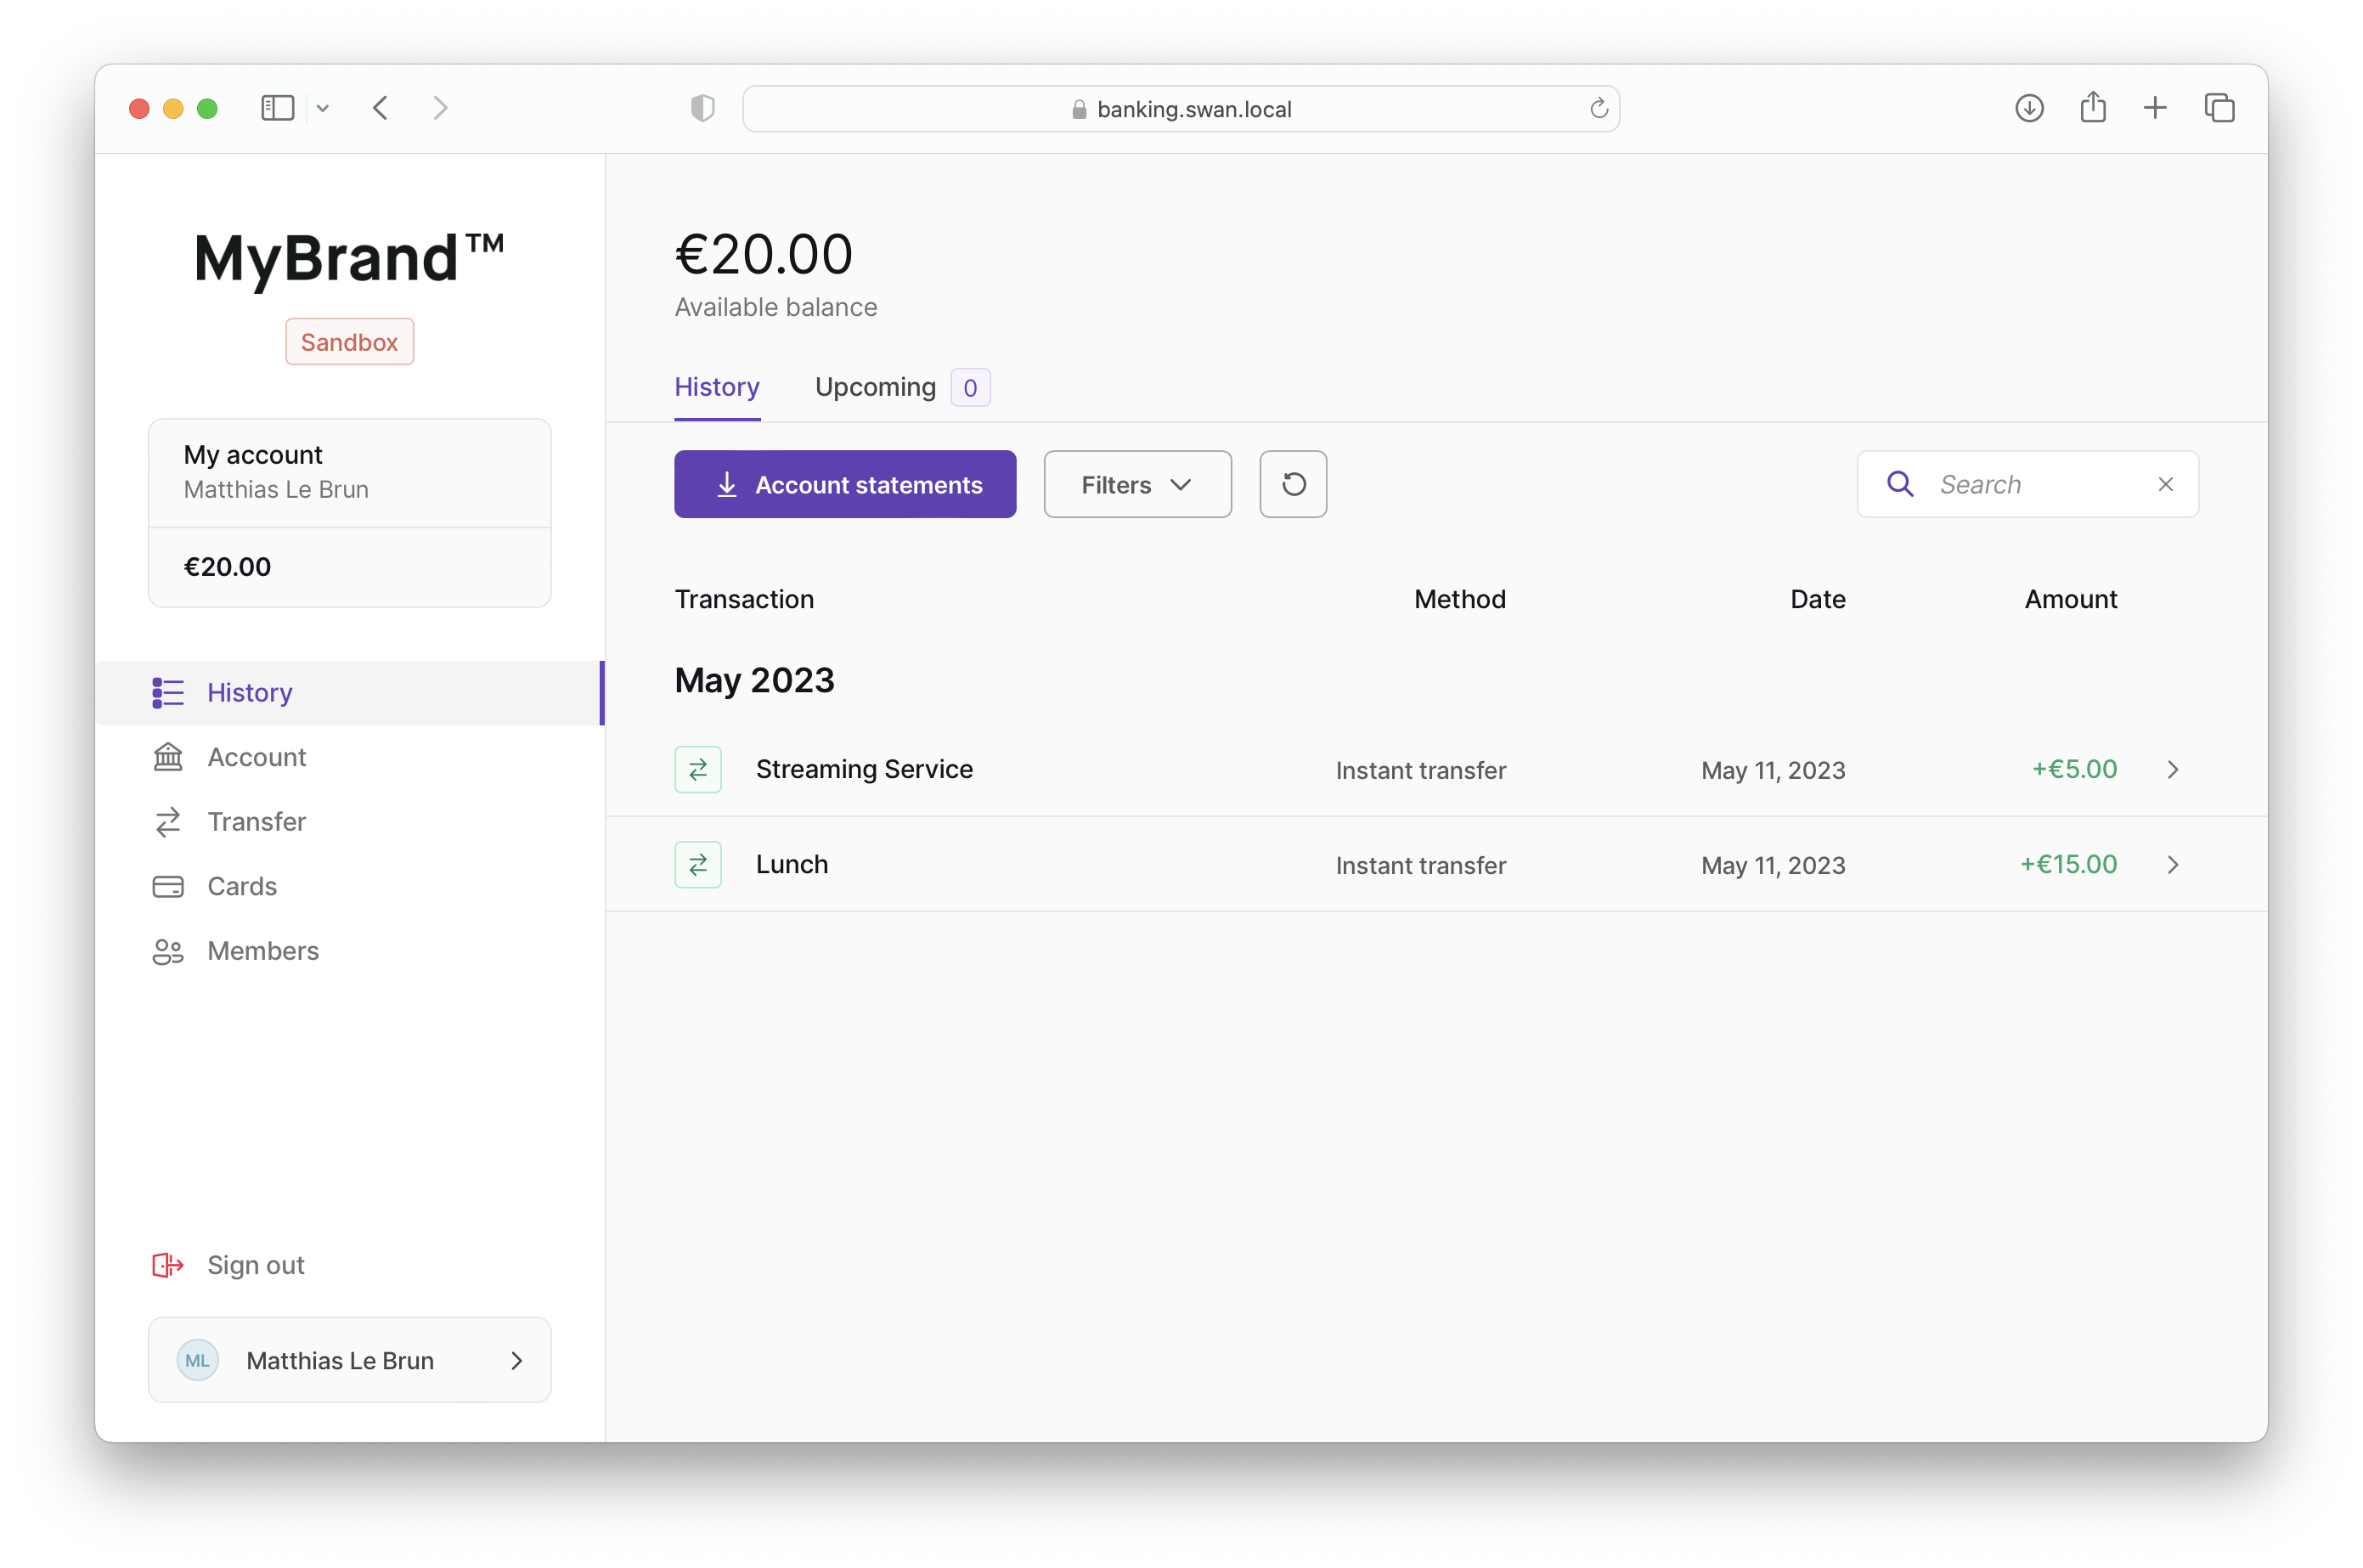 banking.swan.local
MyBrand™
Sandbox
My account
Matthias Le Brun
€20.00
History
Account
Transfer
Cards
Members
Sign out
ML Matthias Le Brun
€20.00
Available balance
History Upcoming 0
Account statements Filters Search
Transaction Method Date Amount
May 2023
Streaming Service Instant transfer May 11, 2023 +€5.00
Lunch Instant transfer May 11, 2023 +€15.00